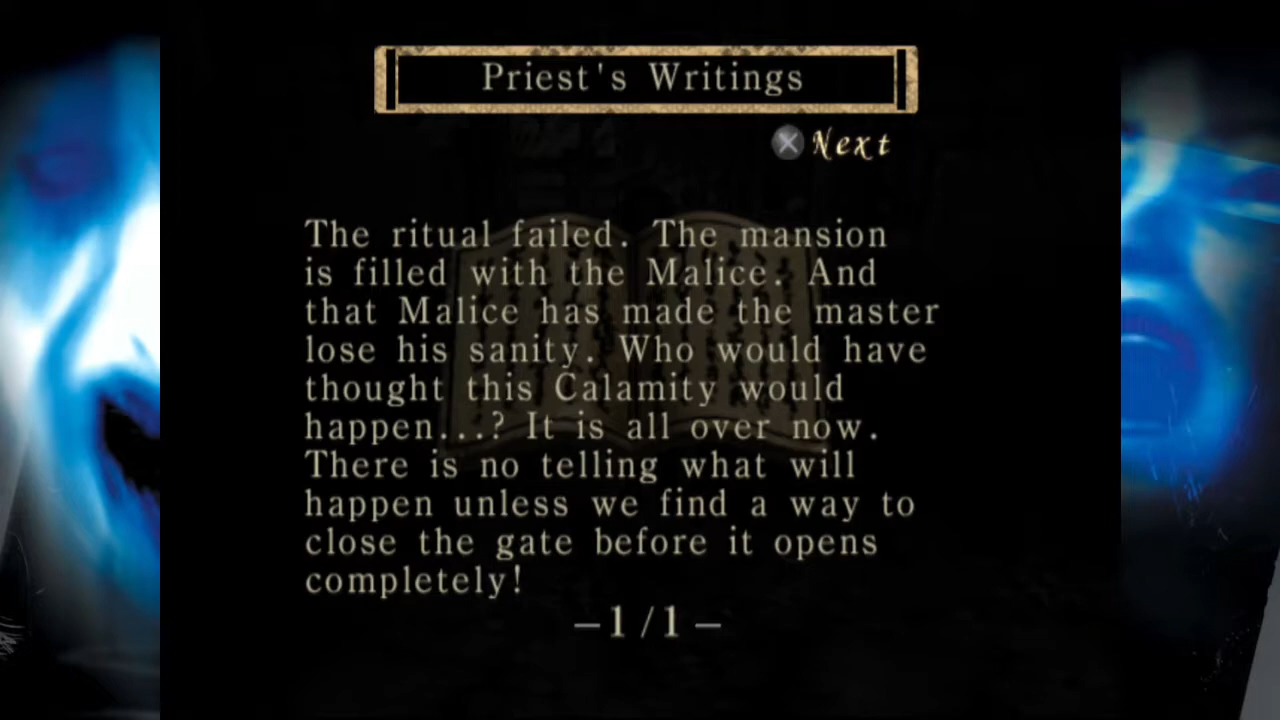 Priest's Writings
Next
The ritual failed. The mansion
is filled with the Malice. And
that Malice has made the master
lose his sanity. Who would have
thought this Calamity would
happen...? It is all over now.
There is no telling what will
happen unless we find a way to
close the gate before it opens
completely!
—1/1—